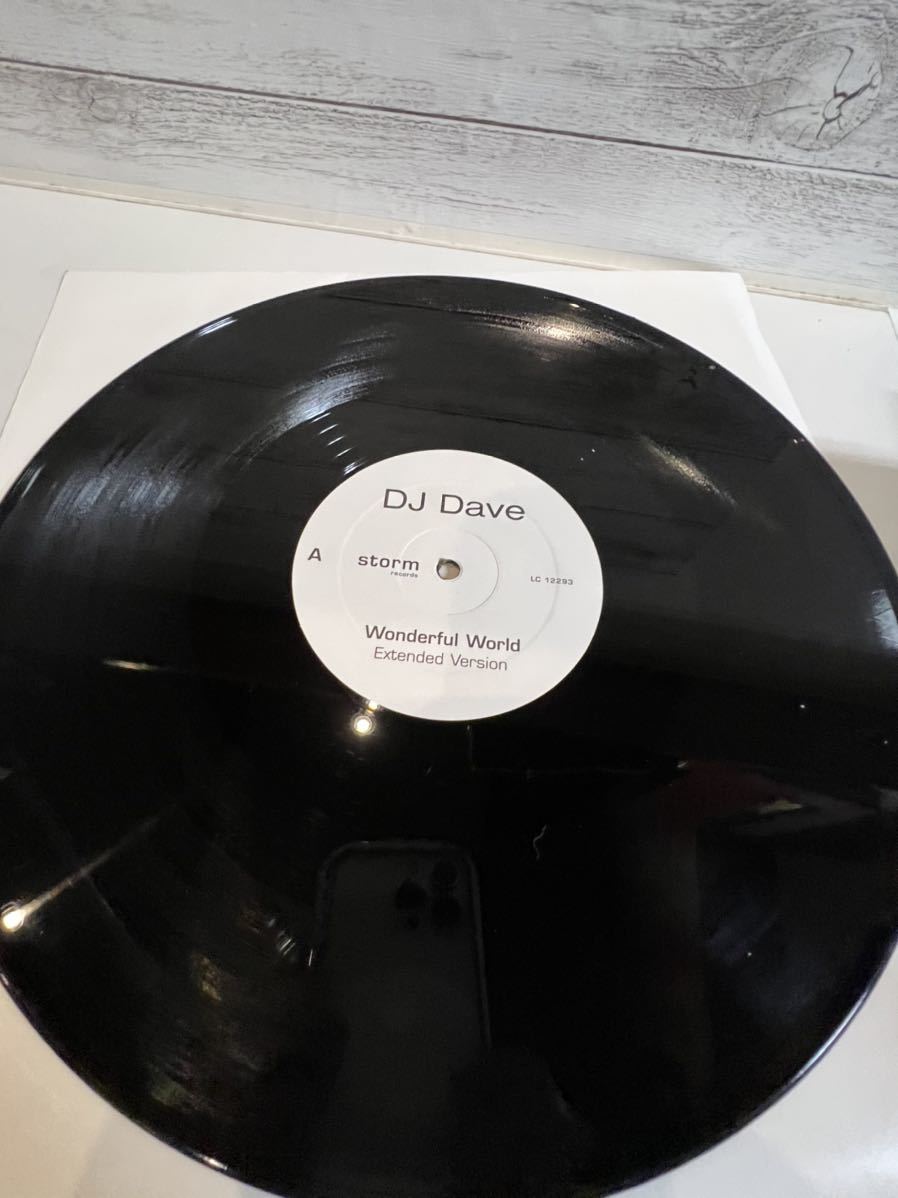 DJ Dave
A
storm
records
LC 12293
Wonderful World
Extended Version